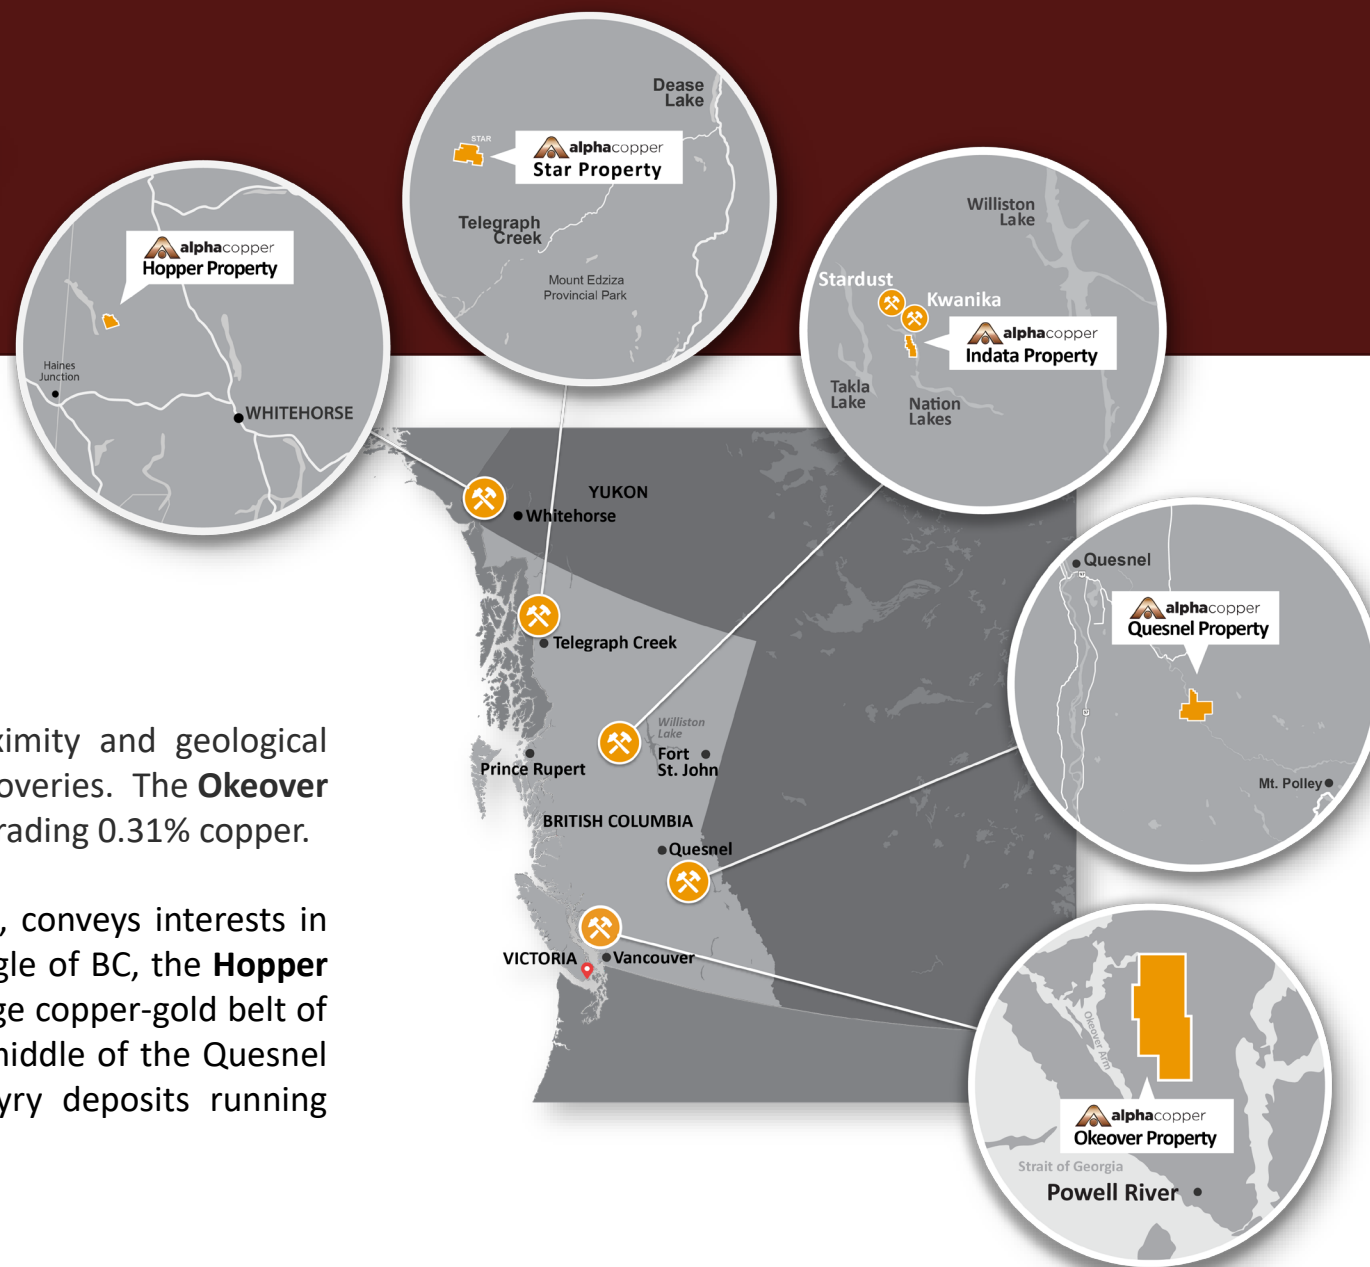 Dease
Lake
STAR
alphacopper
Star Property
Telegraph
Creek
Mount Edziza
Provincial Park
alphacopper
Hopper Property
Haines
Junction
WHITEHORSE
Williston
Lake
Stardust
Kwanika
alphacopper
Indata Property
Takla
Lake
Nation
Lakes
YUKON
Whitehorse
Telegraph Creek
Williston
Lake
Fort
St. John
Prince Rupert
BRITISH COLUMBIA
Quesnel
VICTORIA
Vancouver
Quesnel
alphacopper
Quesnel Property
Mt. Polley
Okeover Arm
alphacopper
Okeover Property
Strait of Georgia
Powell River
ximity and geological
overies. The Okeover
rading 0.31% copper.
, conveys interests in
gle of BC, the Hopper
ge copper-gold belt of
middle of the Quesnel
yry deposits running